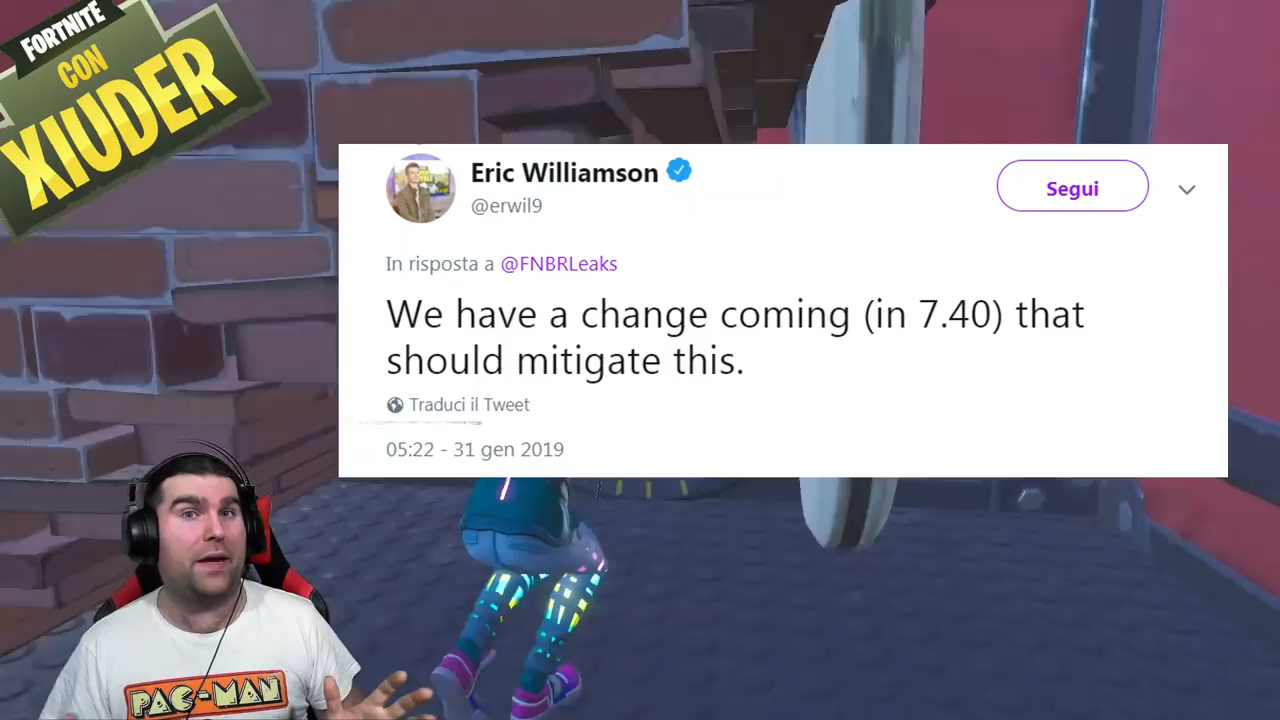 FORTNITE
CON
XIUDER
Eric Williamson
@erwil9
Segui
In risposta a @FNBRLeaks
We have a change coming (in 7.40) that
should mitigate this.
Traduci il Tweet
05:22 - 31 gen 2019
PAC-MAN